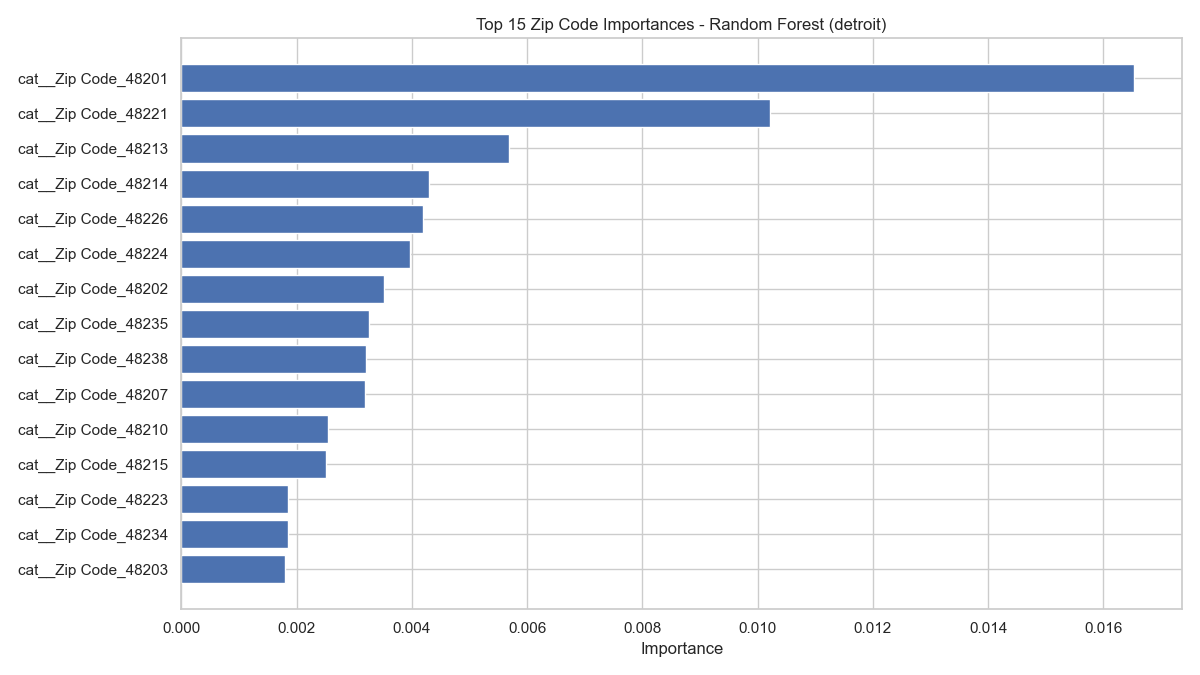 Top 15 Zip Code Importances - Random Forest (detroit)
cat__Zip Code_48201
cat__Zip Code_48221
cat__Zip Code_48213
cat__Zip Code_48214
cat__Zip Code_48226
cat__Zip Code_48224
cat__Zip Code_48202
cat__Zip Code_48235
cat__Zip Code_48238
cat__Zip Code_48207
cat__Zip Code_48210
cat__Zip Code_48215
cat__Zip Code_48223
cat__Zip Code_48234
cat__Zip Code_48203
0.000 0.002 0.004 0.006 0.008 0.010 0.012 0.014 0.016
Importance